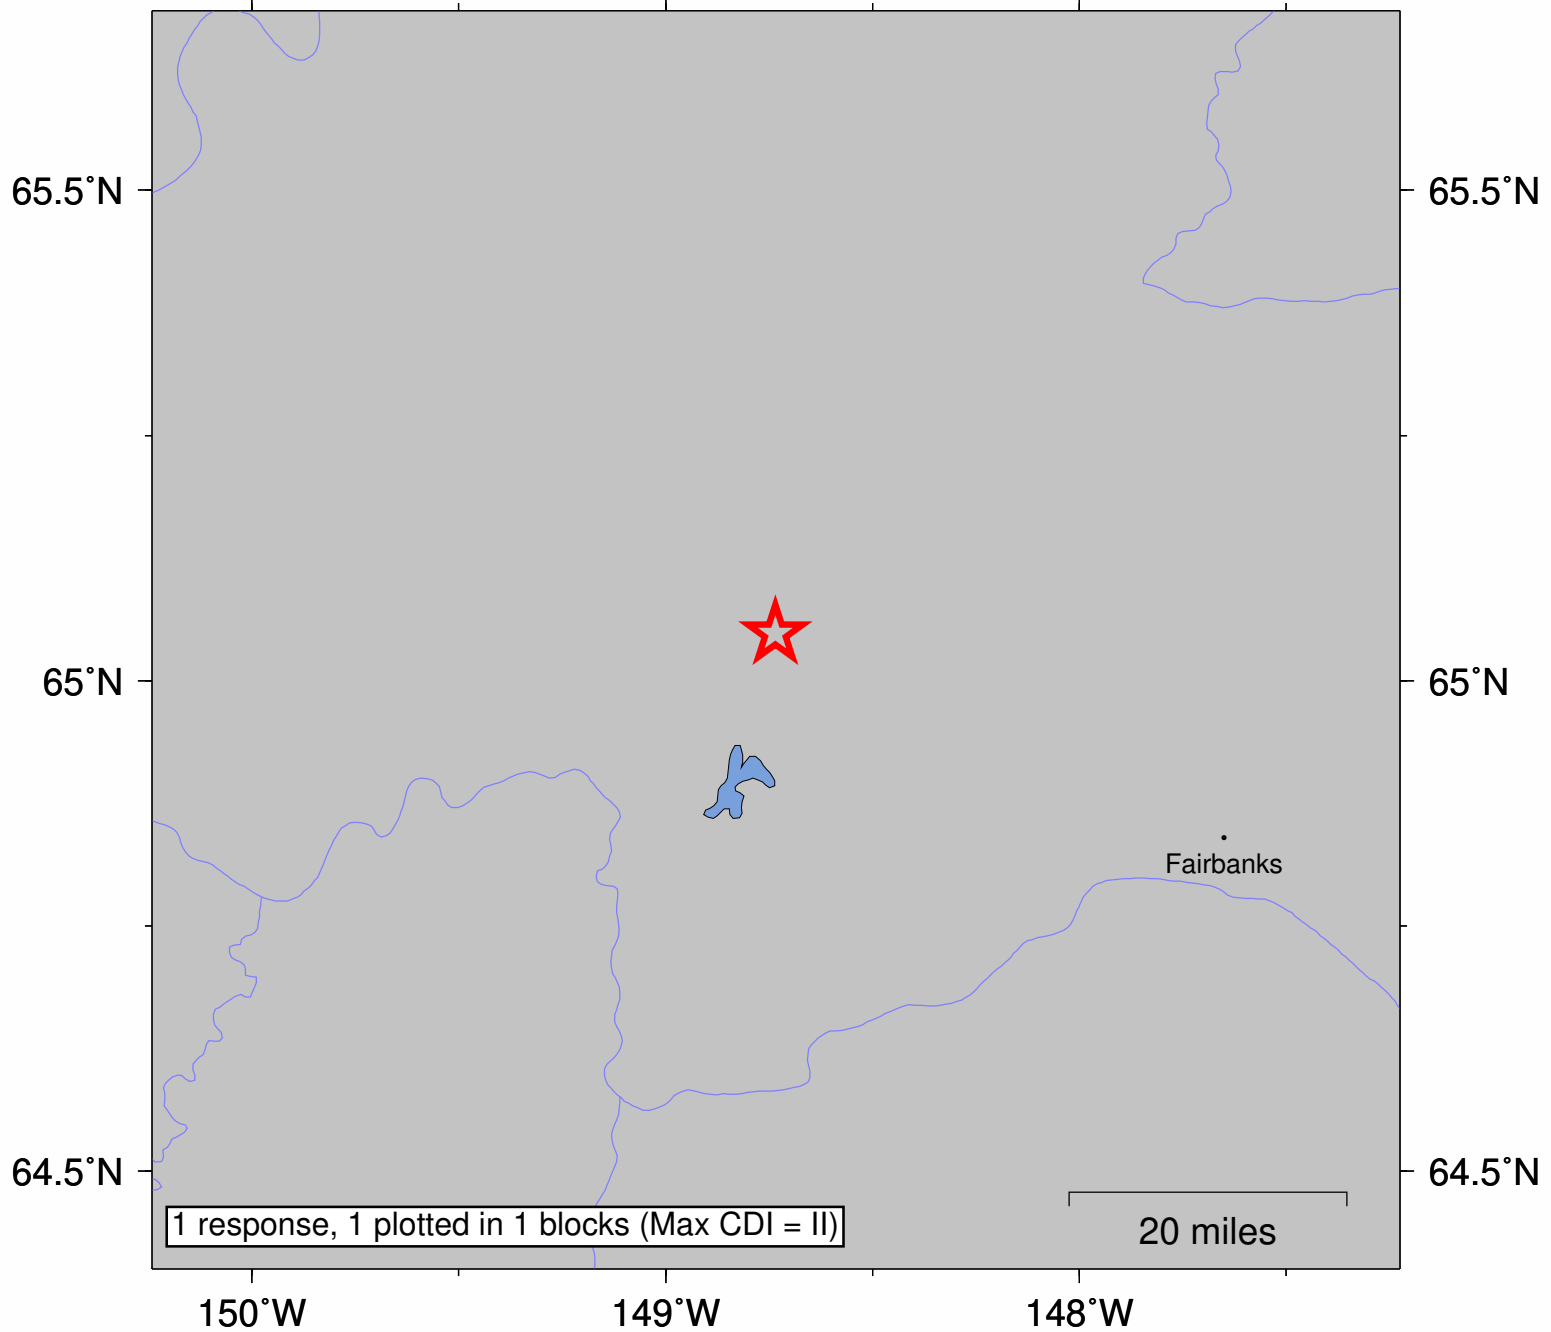 65.5˚N 65.5˚N
65˚N 65˚N
Fairbanks
64.5˚N 64.5˚N
1 response, 1 plotted in 1 blocks (Max CDI = II)
20 miles
150˚W 149˚W 148˚W